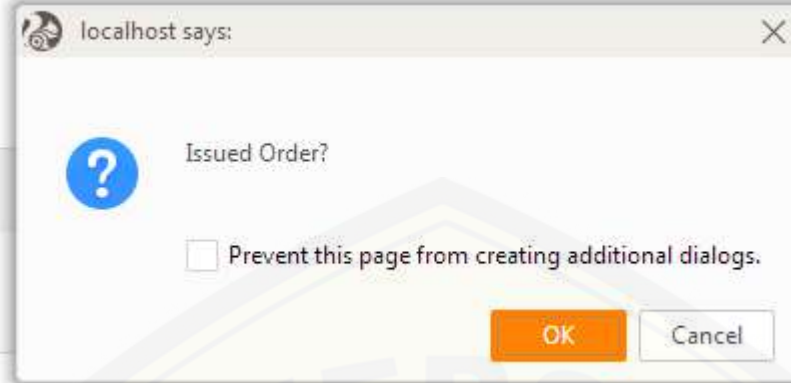 localhost says:
Issued Order?
Prevent this page from creating additional dialogs.
OK
Cancel